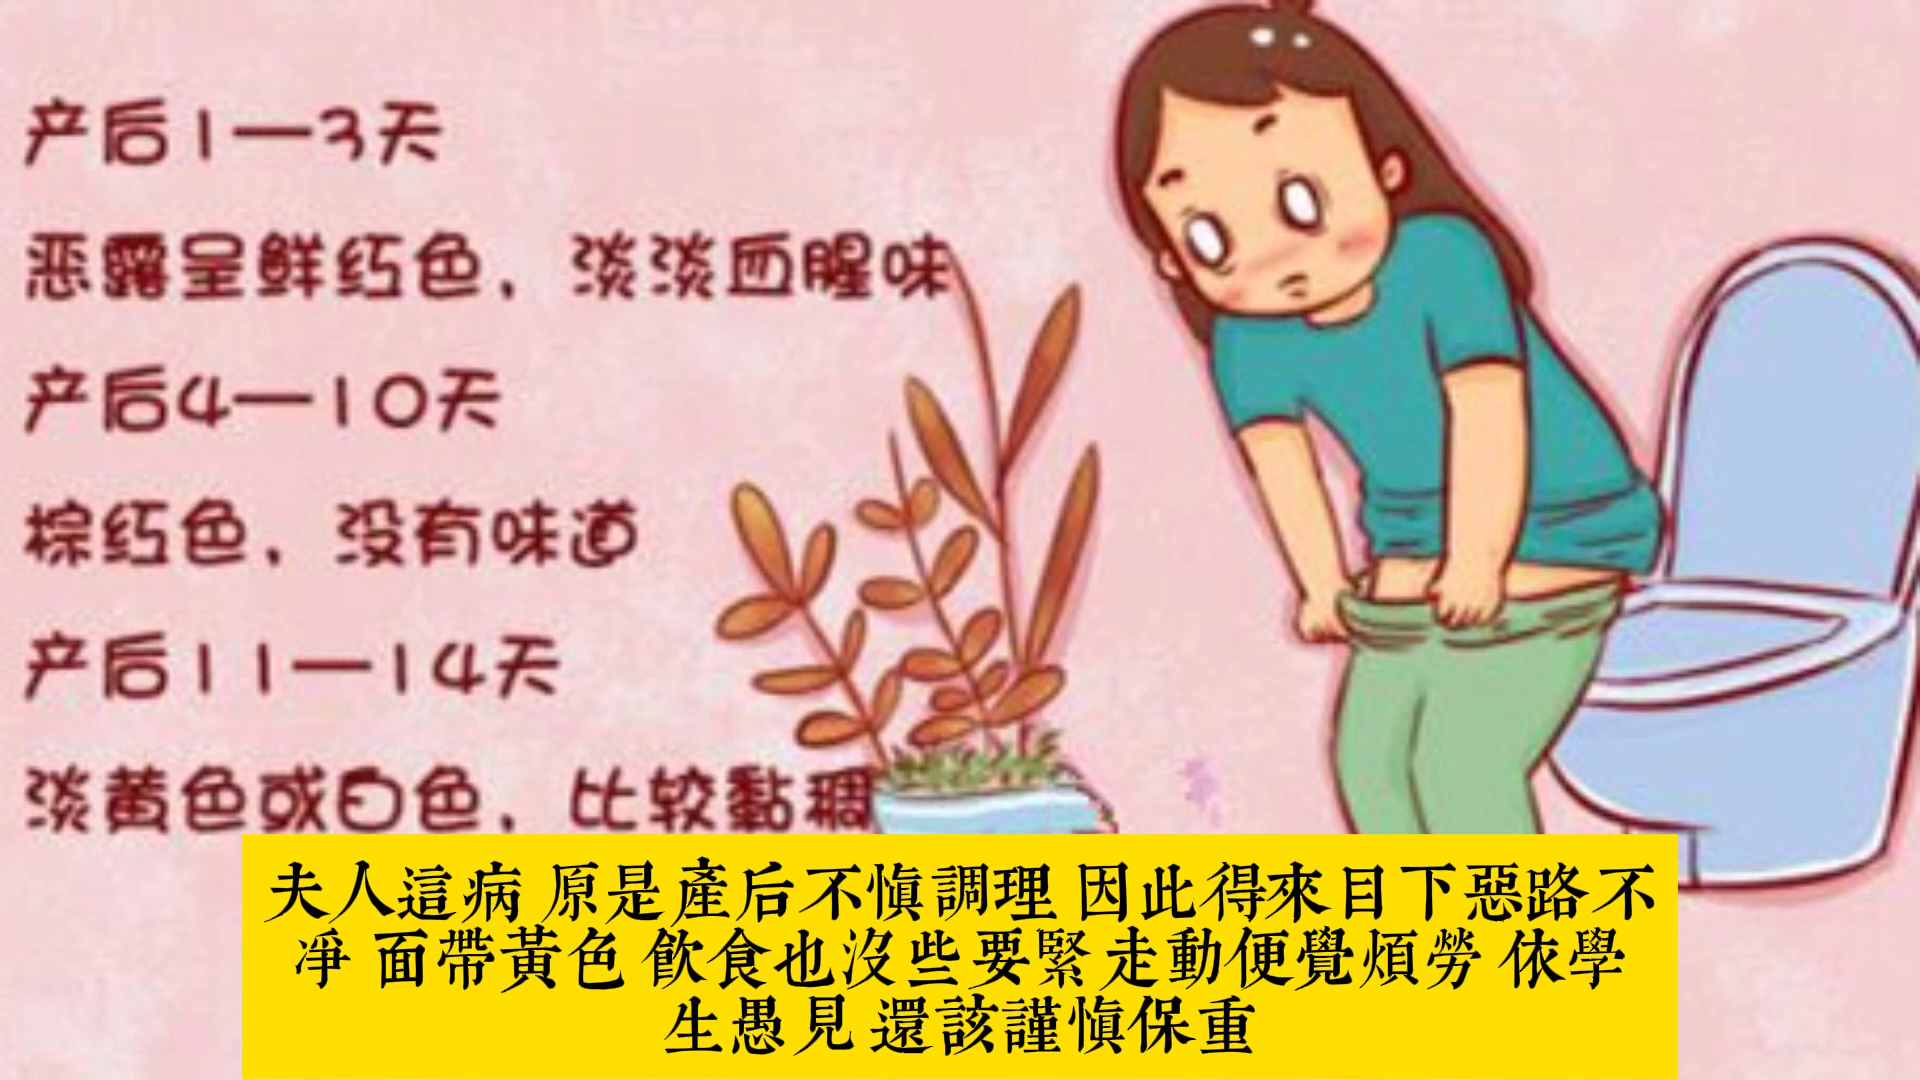 产后1—3天
恶露呈鲜红色，淡淡血腥味
产后4—10天
棕红色，没有味道
产后11—14天
淡黄色或白色，比较黏稠
夫人這病 原是產后不慎調理 因此得來目下惡路不
凈 面帶黃色 飲食也沒些要緊 走動便覺煩勞 依學
生愚見 還該謹慎保重